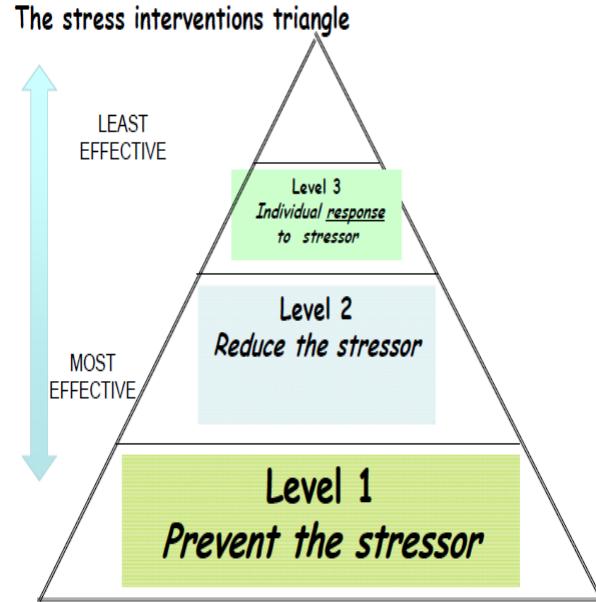 The stress interventions triangle
LEAST
EFFECTIVE
Level 3
Individual response
to stressor
Level 2
Reduce the stressor
MOST
EFFECTIVE
Level 1
Prevent the stressor